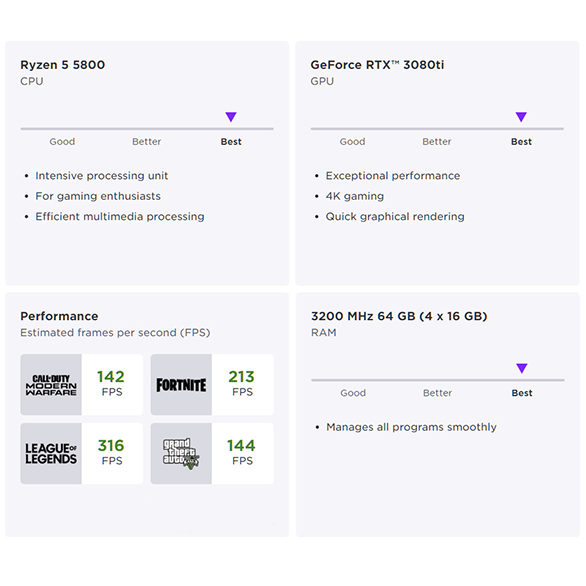 Ryzen 5 5800
CPU
Good Better Best
• Intensive processing unit
• For gaming enthusiasts
• Efficient multimedia processing
GeForce RTX™ 3080ti
GPU
Good Better Best
• Exceptional performance
• 4K gaming
• Quick graphical rendering
Performance
Estimated frames per second (FPS)
CALL OF DUTY
MODERN
WARFARE
142
FPS
FORTNITE
213
FPS
LEAGUE OF
LEGENDS
316
FPS
grand
theft
auto
144
FPS
3200 MHz 64 GB (4 x 16 GB)
RAM
Good Better Best
• Manages all programs smoothly